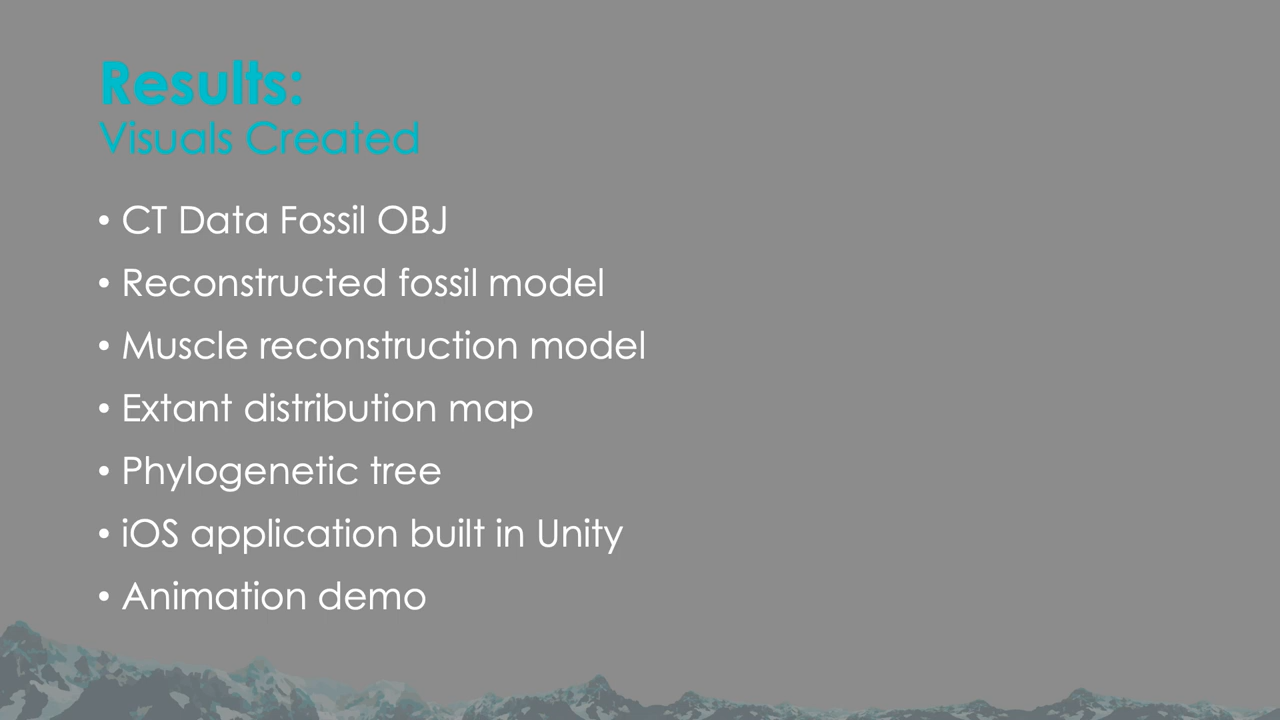 Results:
Visuals Created
• CT Data Fossil OBJ
• Reconstructed fossil model
• Muscle reconstruction model
• Extant distribution map
• Phylogenetic tree
• iOS application built in Unity
• Animation demo